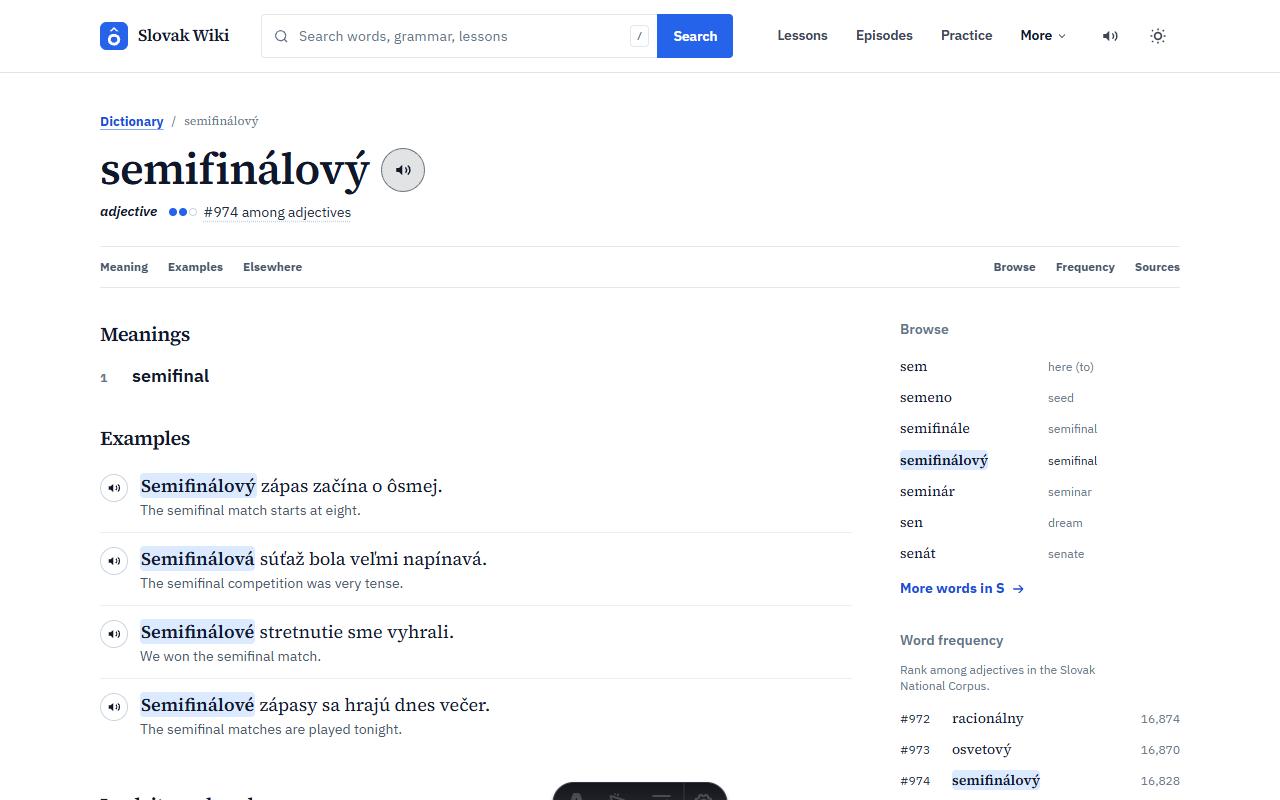 Slovak Wiki
Search words, grammar, lessons
/
Search
Lessons
Episodes
Practice
More
Dictionary / semifinálový
semifinálový
adjective
#974 among adjectives
Meaning
Examples
Elsewhere
Browse
Frequency
Sources
Meanings
1 semifinal
Examples
Semifinálový zápas začína o ôsmej.
The semifinal match starts at eight.
Semifinálová súťaž bola veľmi napínavá.
The semifinal competition was very tense.
Semifinálové stretnutie sme vyhrali.
We won the semifinal match.
Semifinálové zápasy sa hrajú dnes večer.
The semifinal matches are played tonight.
Browse
sem here (to)
semeno seed
semifinále semifinal
semifinálový semifinal
seminár seminar
sen dream
senát senate
More words in S →
Word frequency
Rank among adjectives in the Slovak
National Corpus.
#972 racionálny 16,874
#973 osvetový 16,870
#974 semifinálový 16,828